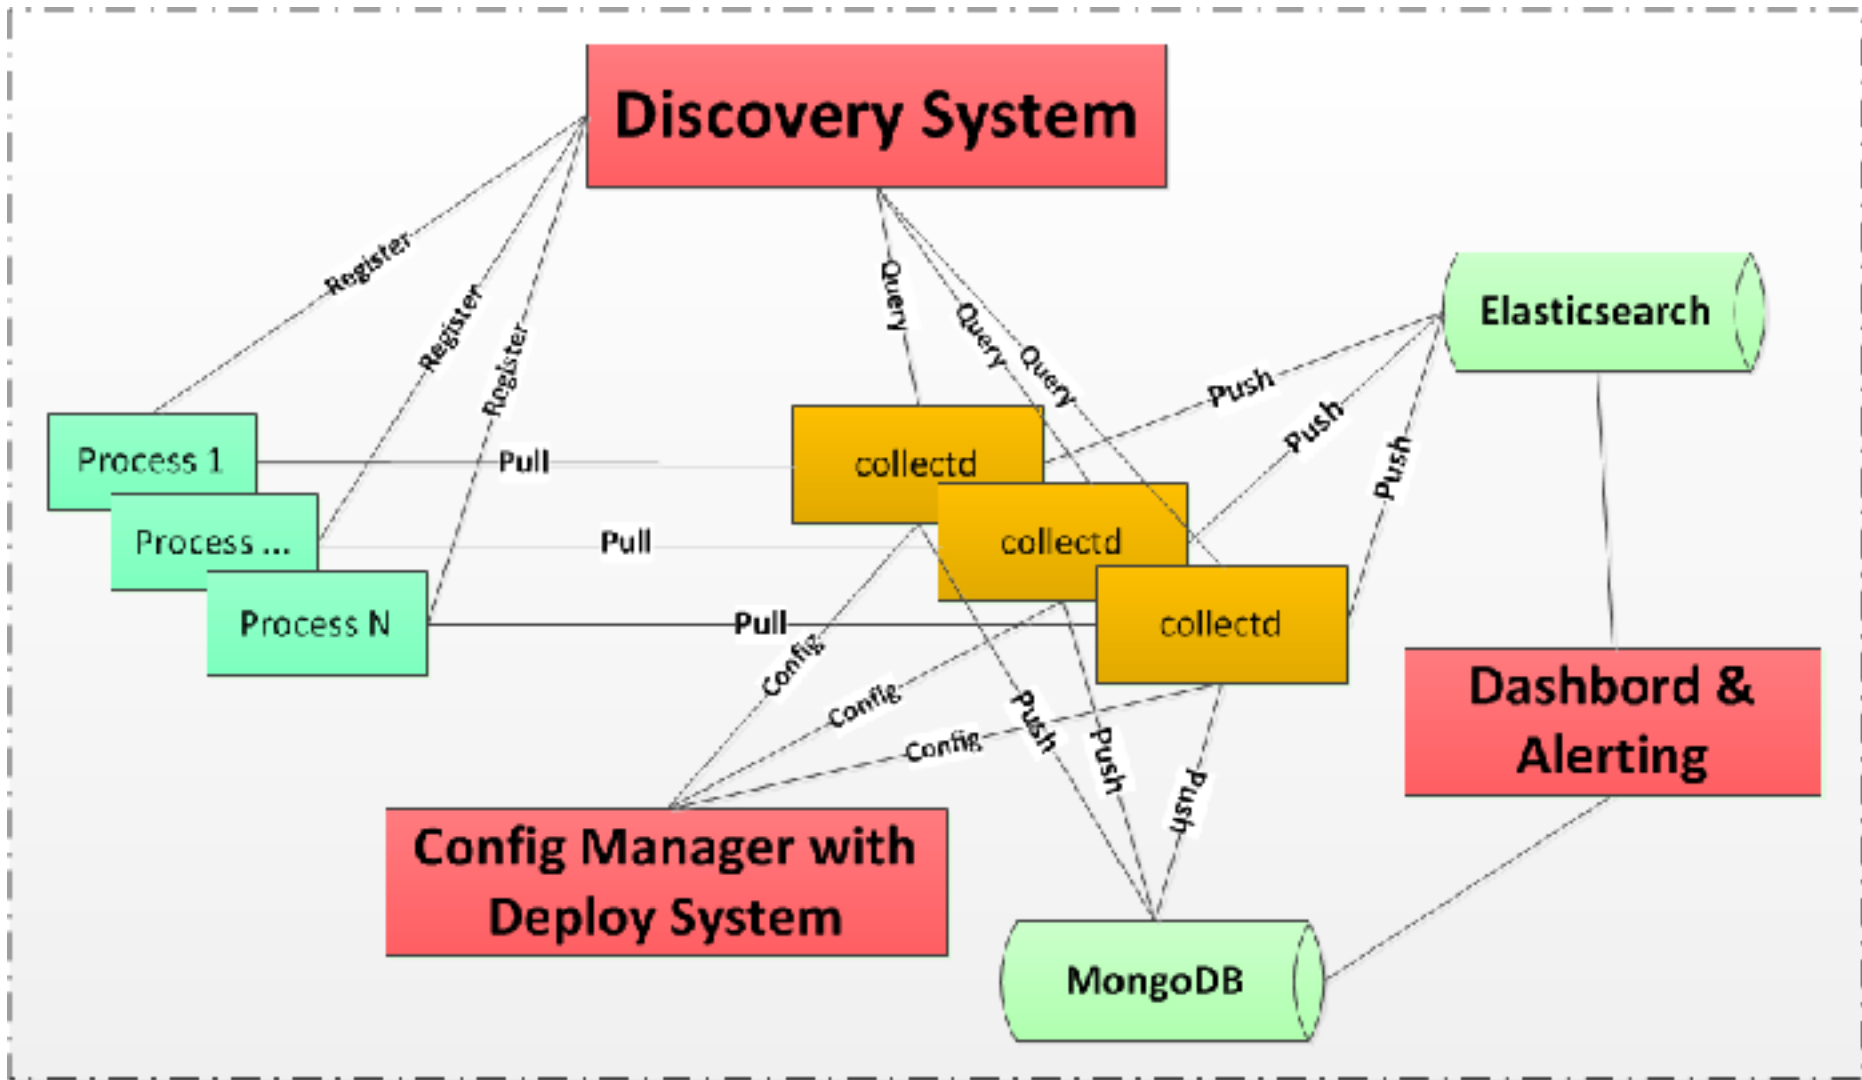 Discovery System
Register
Register
Register
Query
Query
Query
Elasticsearch
Push
Push
Push
Process 1
Pull
collectd
Process ...
Pull
collectd
Process N
Pull
collectd
Config
Config
Config
Push
Push
Push
Dashbord &
Alerting
Config Manager with
Deploy System
MongoDB